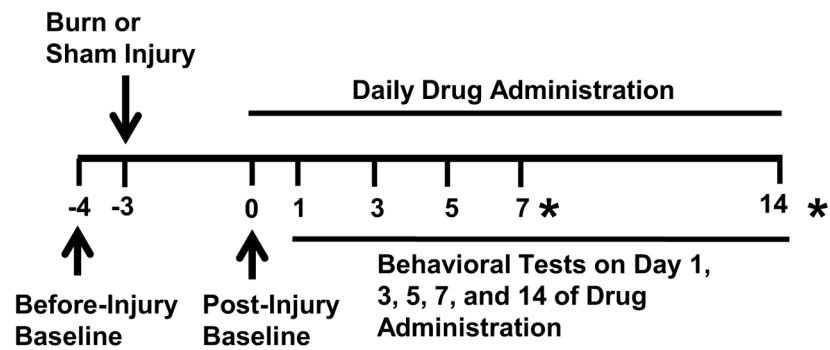 Burn or
Sham Injury
Daily Drug Administration
-4 -3 0 1 3 5 7* 14 *
Before-Injury
Baseline
Post-Injury
Baseline
Behavioral Tests on Day 1,
3, 5, 7, and 14 of Drug
Administration